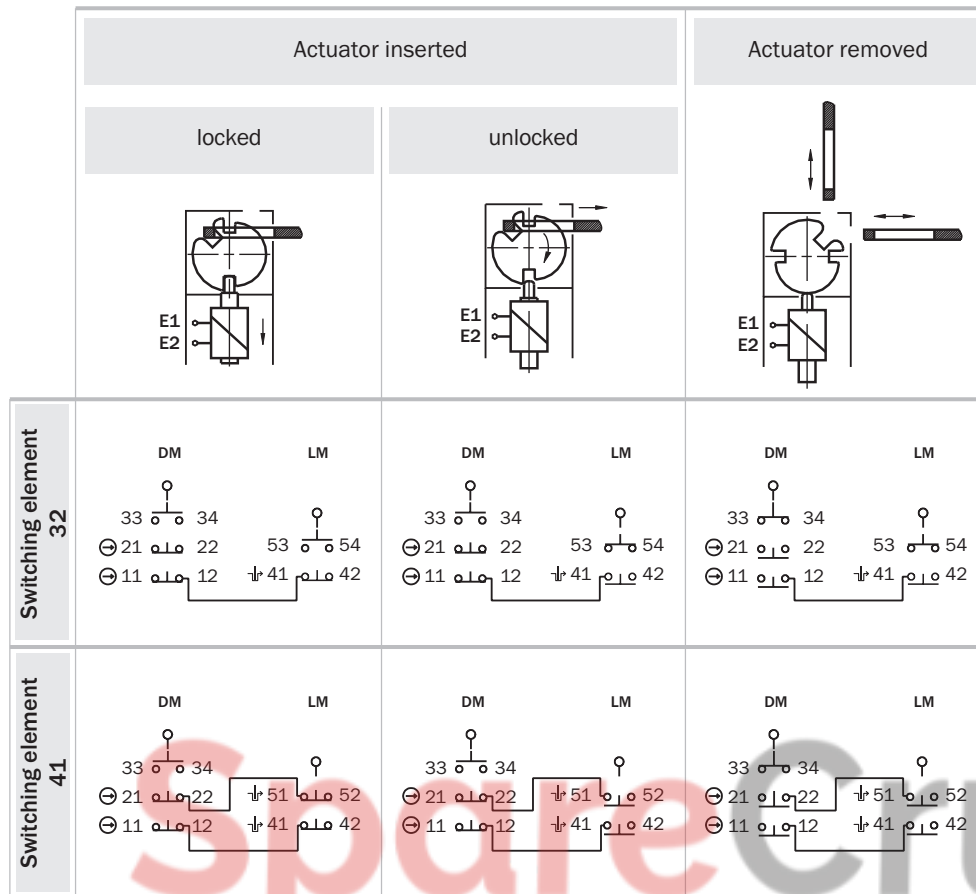 Actuator inserted
Actuator removed
locked
unlocked
E1
E2
E1
E2
E1
E2
Switching element
32
DM LM
33 34
21 22 53 54
11 12 41 42
DM LM
33 34
21 22 53 54
11 12 41 42
DM LM
33 34
21 22 53 54
11 12 41 42
Switching element
41
DM LM
33 34
21 22 51 52
11 12 41 42
DM LM
33 34
21 22 51 52
11 12 41 42
DM LM
33 34
21 22 51 52
11 12 41 42
SpareCru